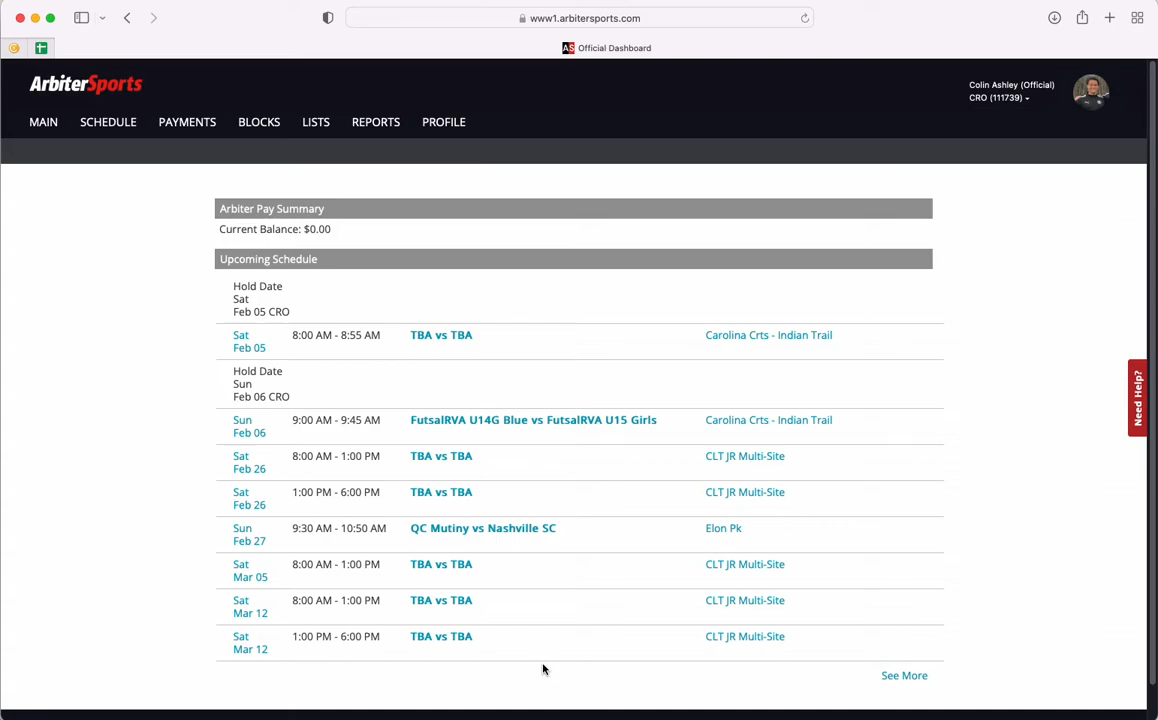 www1.arbitersports.com
AS Official Dashboard
ArbiterSports
Colin Ashley (Official)
CRO (111739)
MAIN SCHEDULE PAYMENTS BLOCKS LISTS REPORTS PROFILE
Arbiter Pay Summary
Current Balance: $0.00
Upcoming Schedule
Hold Date
Sat
Feb 05 CRO
Sat 8:00 AM - 8:55 AM TBA vs TBA Carolina Crts - Indian Trail
Feb 05
Hold Date
Sun
Feb 06 CRO
Sun 9:00 AM - 9:45 AM FutsalRVA U14G Blue vs FutsalRVA U15 Girls Carolina Crts - Indian Trail
Feb 06
Sat 8:00 AM - 1:00 PM TBA vs TBA CLT JR Multi-Site
Feb 26
Sat 1:00 PM - 6:00 PM TBA vs TBA CLT JR Multi-Site
Feb 26
Sun 9:30 AM - 10:50 AM QC Mutiny vs Nashville SC Elon Pk
Feb 27
Sat 8:00 AM - 1:00 PM TBA vs TBA CLT JR Multi-Site
Mar 05
Sat 8:00 AM - 1:00 PM TBA vs TBA CLT JR Multi-Site
Mar 12
Sat 1:00 PM - 6:00 PM TBA vs TBA CLT JR Multi-Site
Mar 12
See More
Need Help?